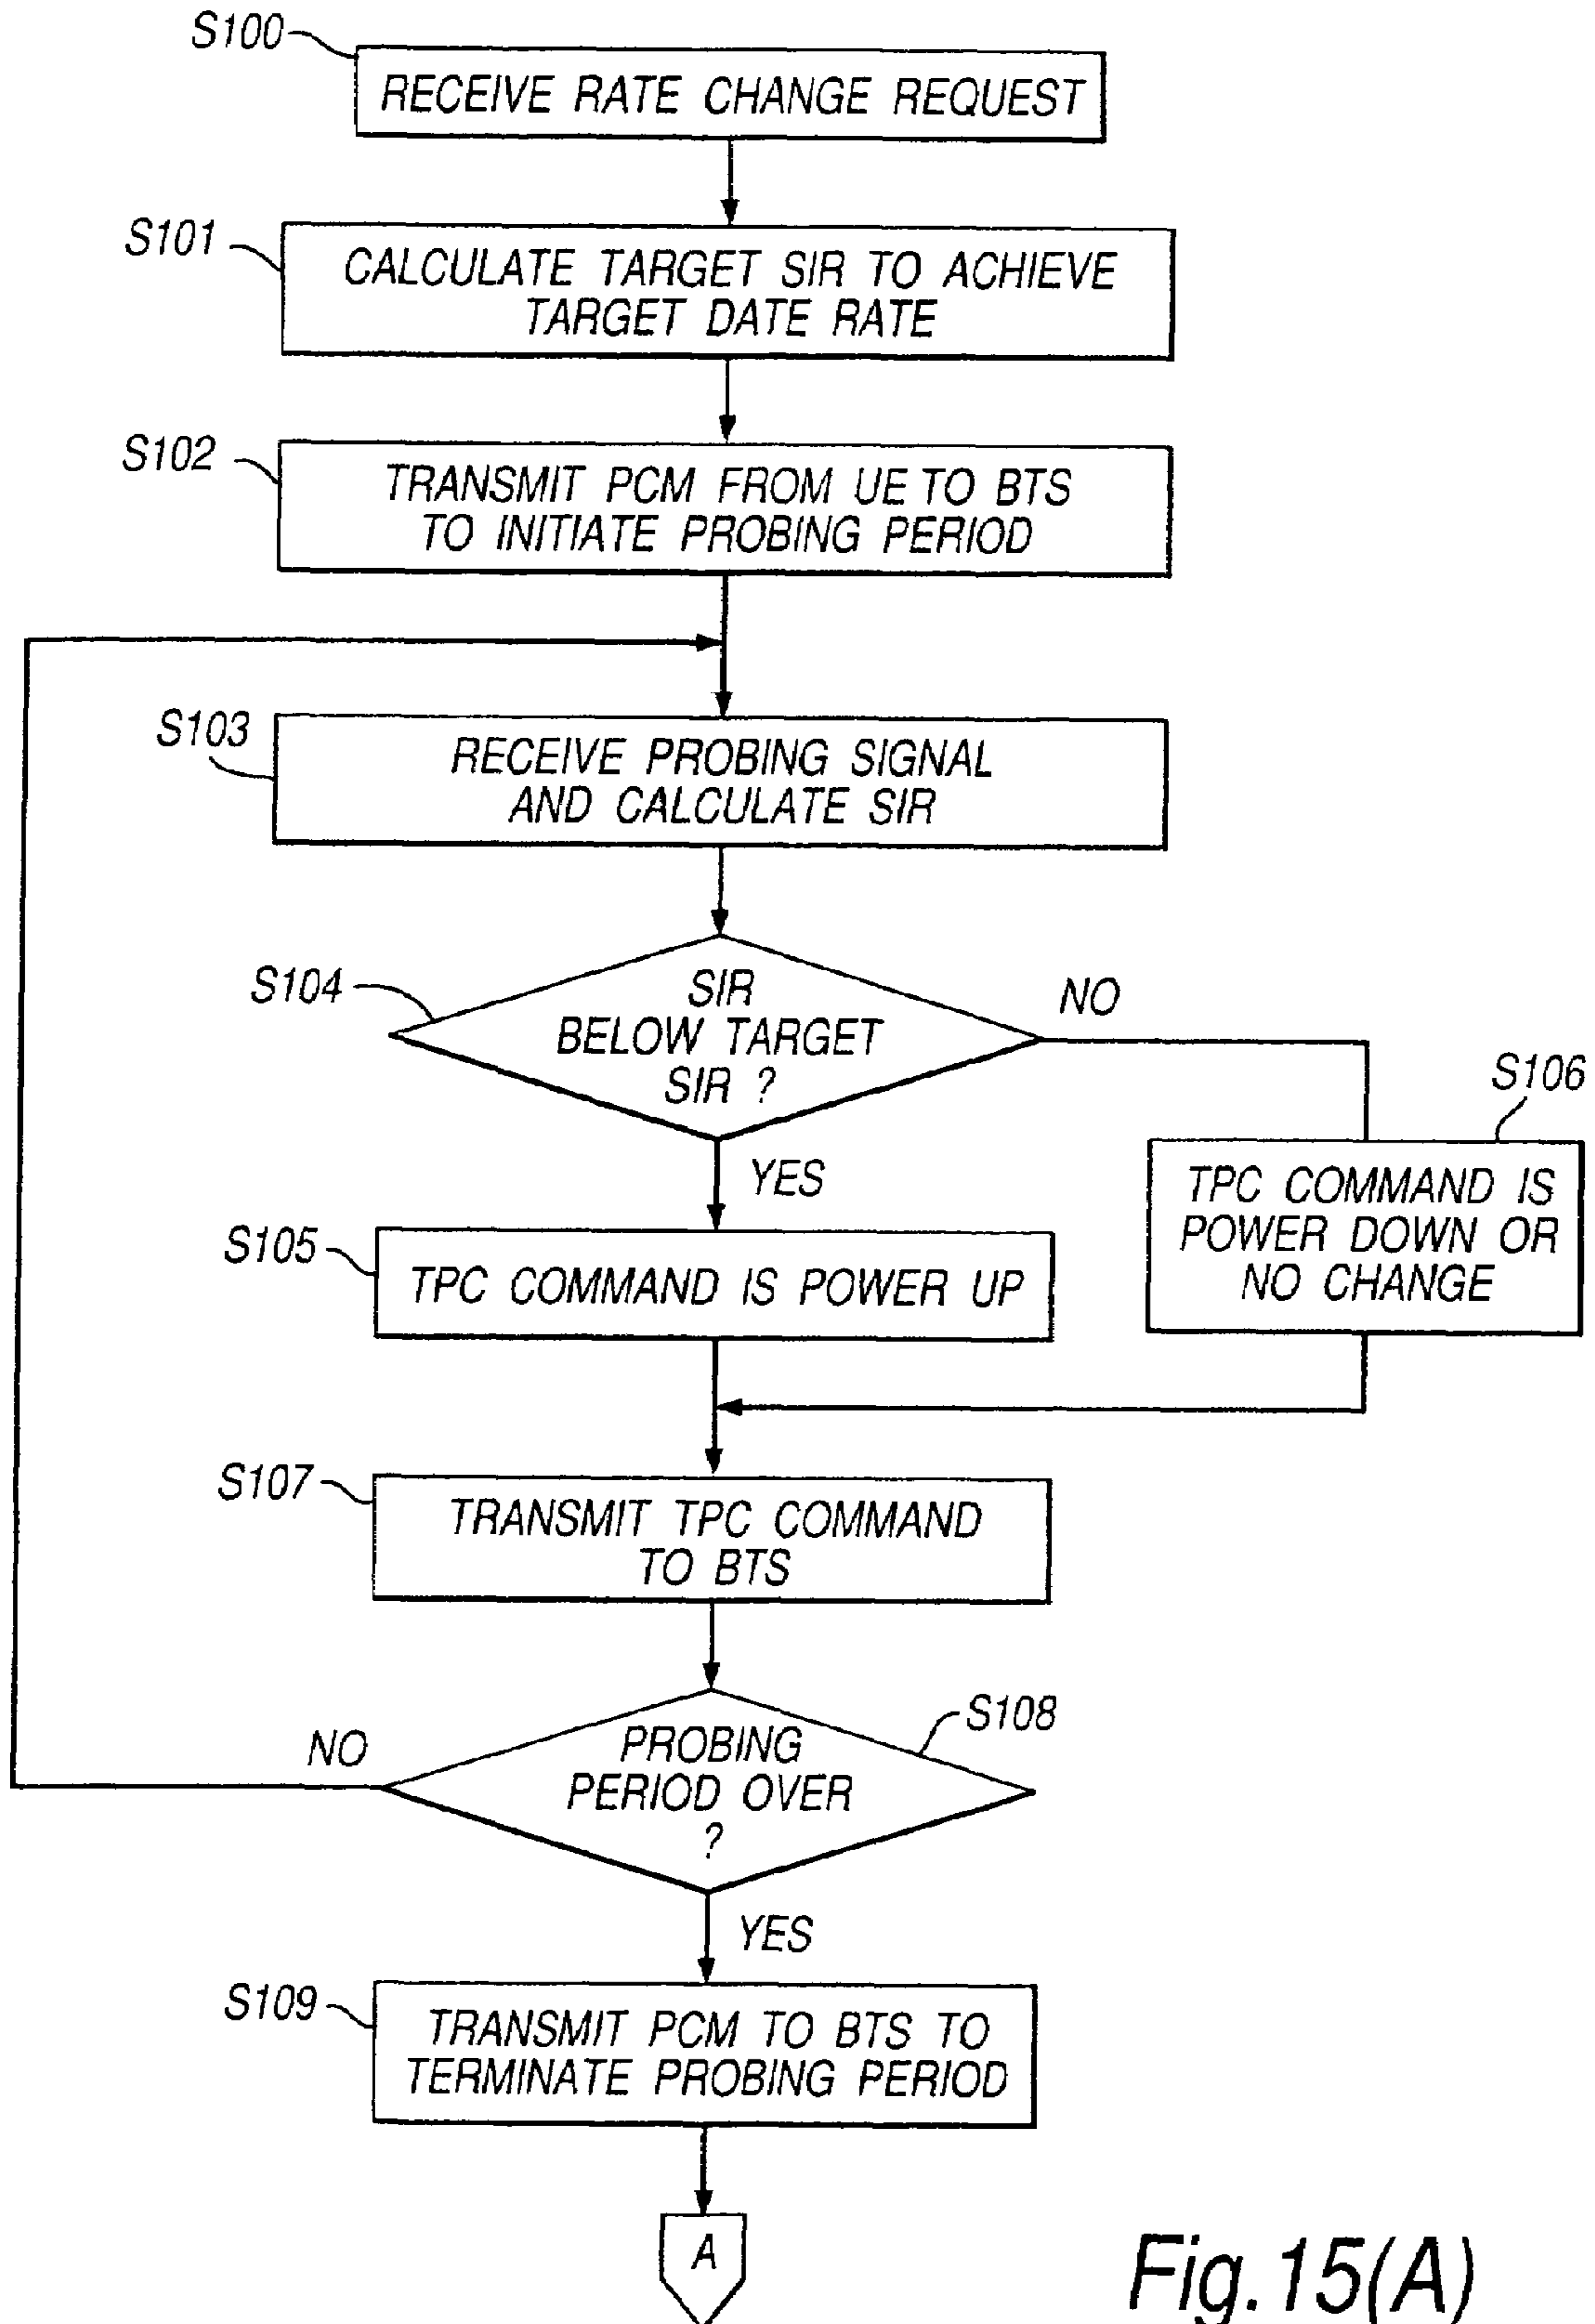 S100
RECEIVE RATE CHANGE REQUEST
S101
CALCULATE TARGET SIR TO ACHIEVE
TARGET DATE RATE
S102
TRANSMIT PCM FROM UE TO BTS
TO INITIATE PROBING PERIOD
S103
RECEIVE PROBING SIGNAL
AND CALCULATE SIR
S104
SIR
BELOW TARGET
SIR ?
NO
S106
TPC COMMAND IS
POWER DOWN OR
NO CHANGE
YES
S105
TPC COMMAND IS POWER UP
S107
TRANSMIT TPC COMMAND
TO BTS
S108
PROBING
PERIOD OVER
?
NO
YES
S109
TRANSMIT PCM TO BTS TO
TERMINATE PROBING PERIOD
A
Fig.15(A)